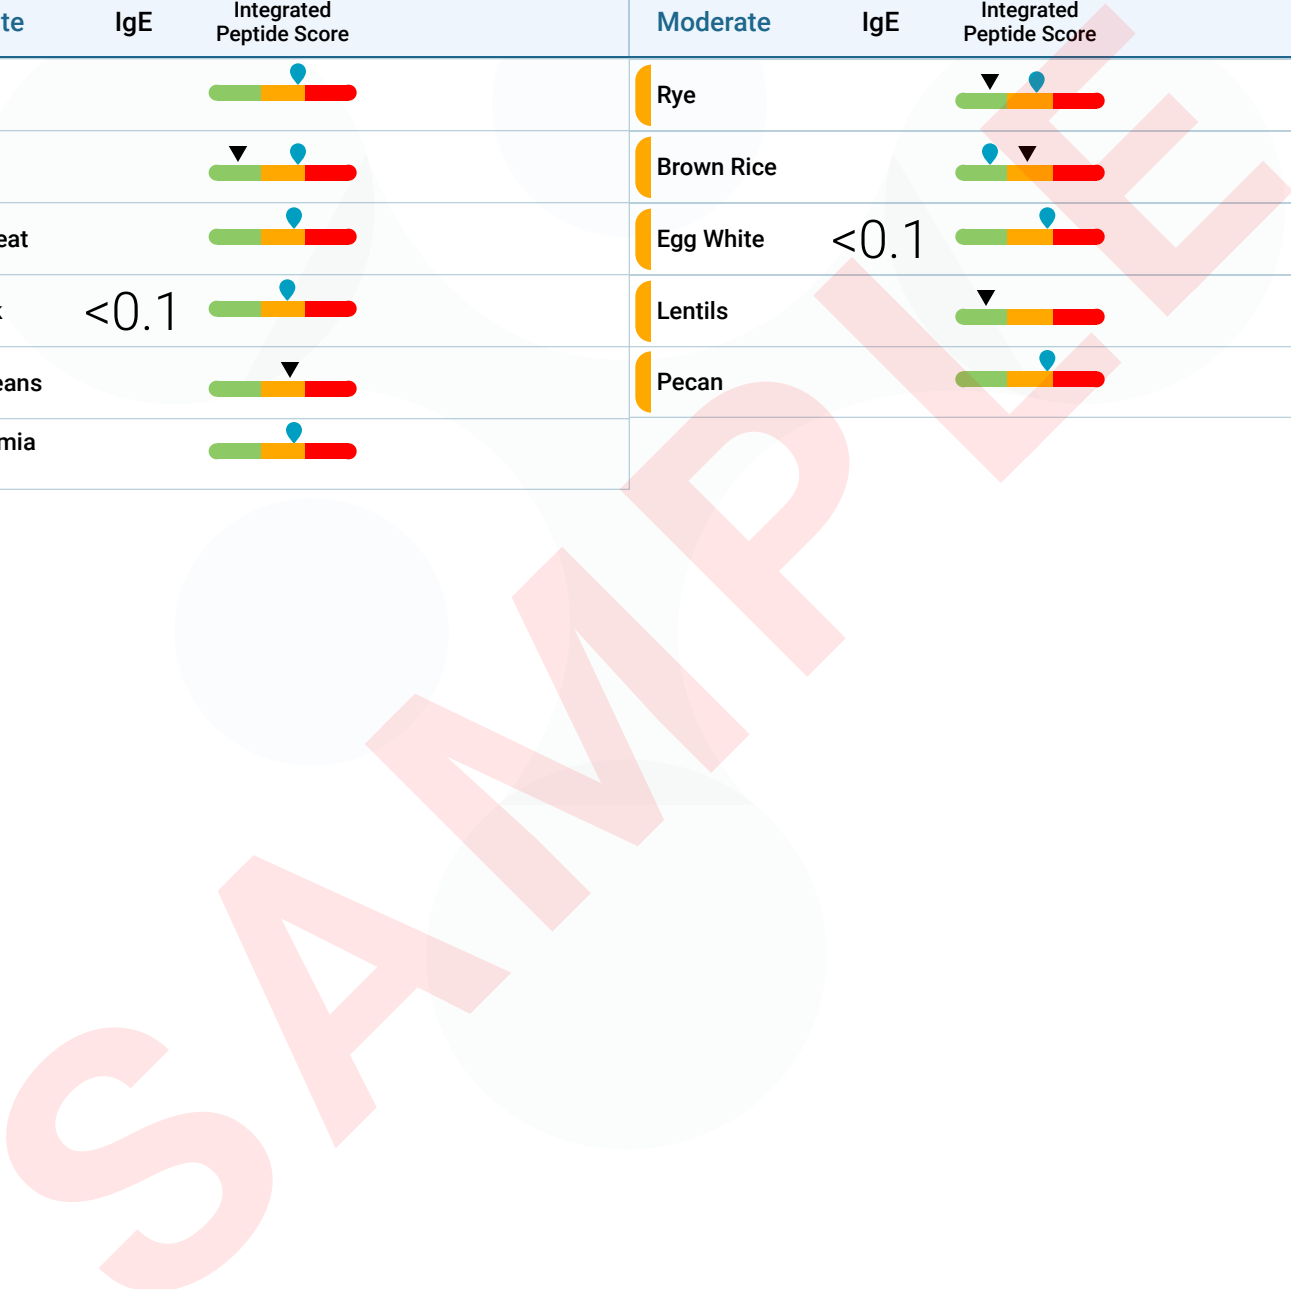 te IgE Integrated
Peptide Score
eat
<0.1
eans
mia
Moderate IgE Integrated
Peptide Score
Rye
Brown Rice
Egg White <0.1
Lentils
Pecan
SAMPLE